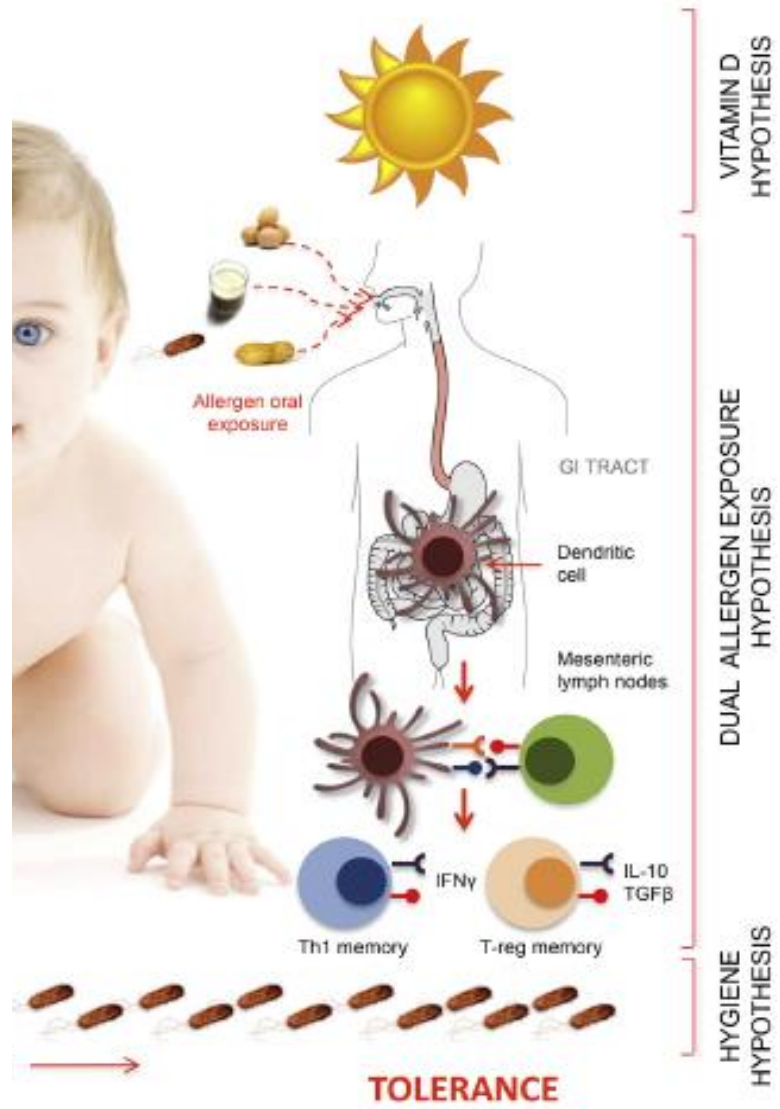 VITAMIN D
HYPOTHESIS
Allergen oral
exposure
GI TRACT
Dendritic
cell
Mesenteric
lymph nodes
DUAL ALLERGEN EXPOSURE
HYPOTHESIS
IFNγ
IL-10
TGFβ
Th1 memory
T-reg memory
HYGIENE
HYPOTHESIS
TOLERANCE